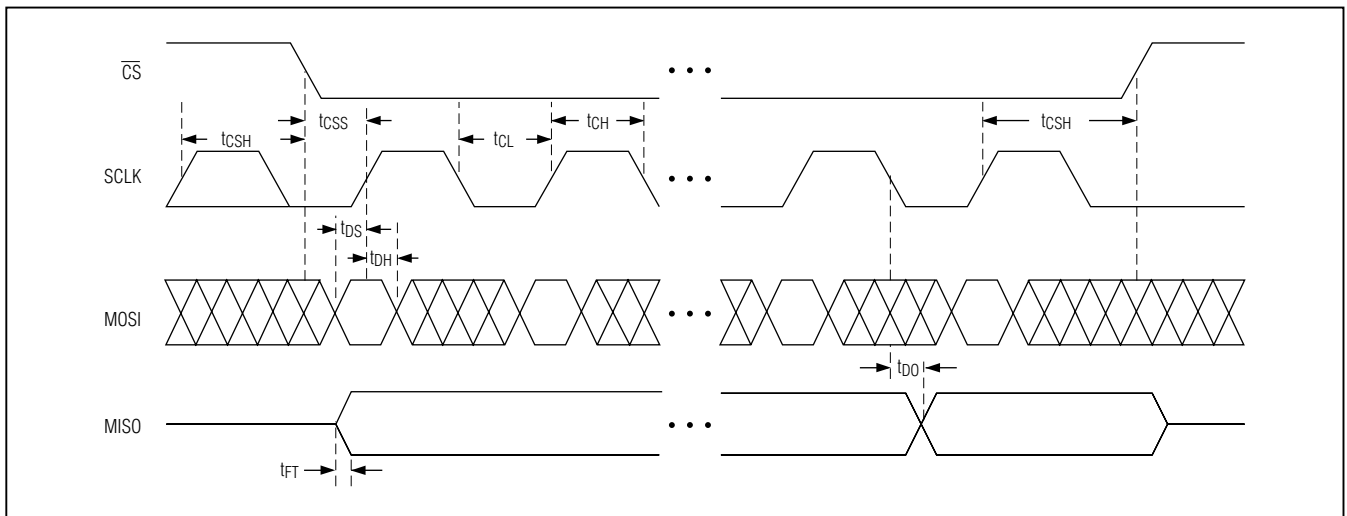 CS
tCSS
tCH
tCSH
tCL
tCSH
SCLK
tDS
tDH
MOSI
tDO
MISO
tFT